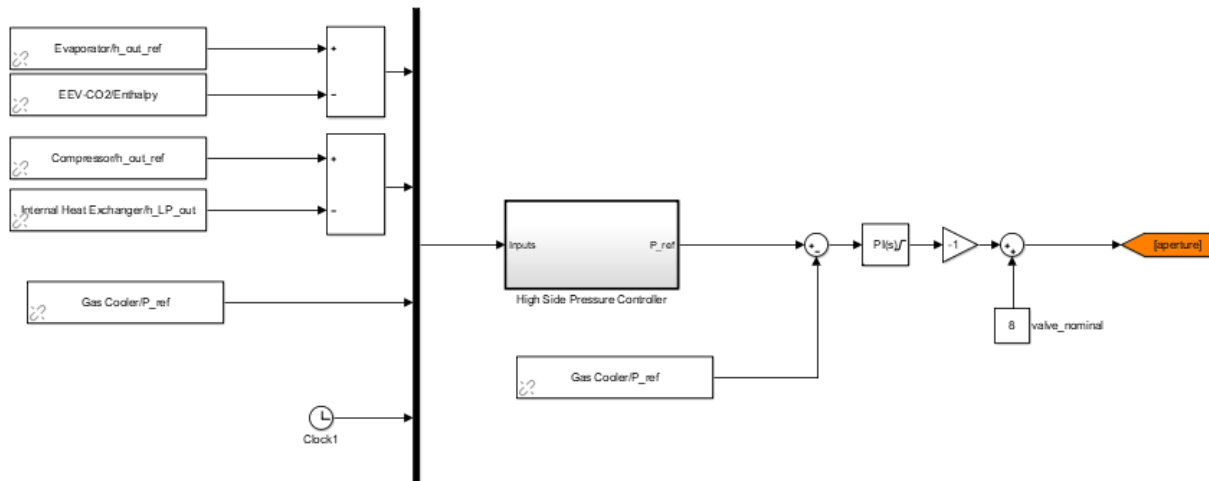 Evaporator/h_out_ref
+
EEV-CO2/Enthalpy
−
Compressor/h_out_ref
+
Internal Heat Exchanger/h_LP_out
−
Gas Cooler/P_ref
Clock1
Inputs
P_ref
High Side Pressure Controller
Gas Cooler/P_ref
+
−
PI(s)
-1
+
+
8
valve_nominal
[aperture]